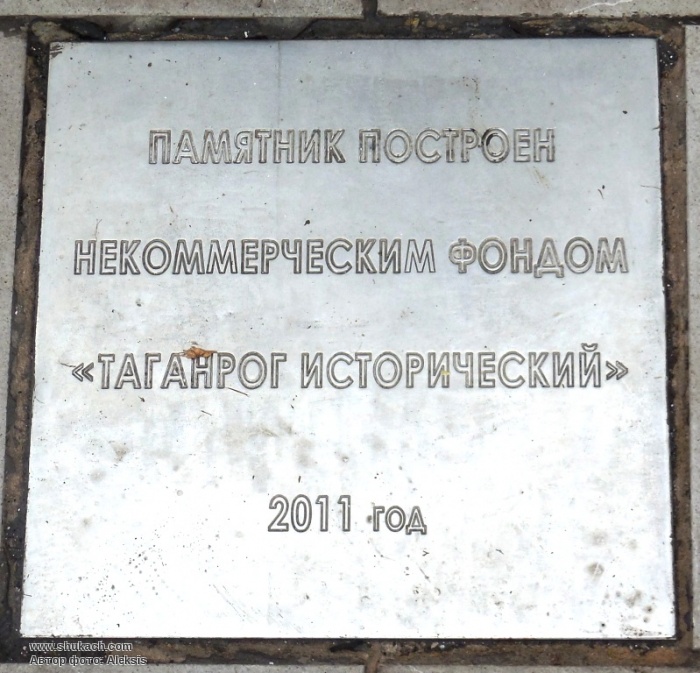 ПАМЯТНИК ПОСТРОЕН
НЕКОММЕРЧЕСКИМ ФОНДОМ
«ТАГАНРОГ ИСТОРИЧЕСКИЙ»
2011 год
www.shukach.com
Автор фото: Aleksis